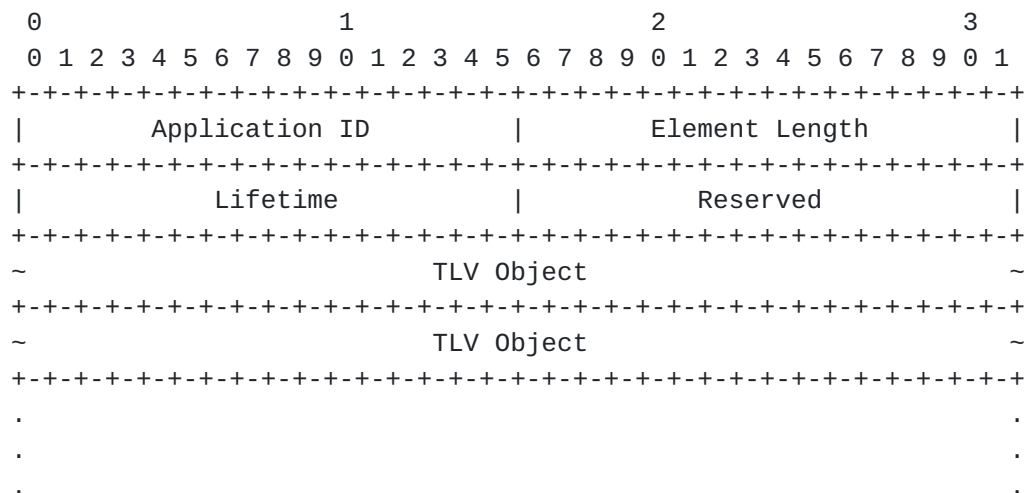 0                   1                   2                   3
 0 1 2 3 4 5 6 7 8 9 0 1 2 3 4 5 6 7 8 9 0 1 2 3 4 5 6 7 8 9 0 1
+-+-+-+-+-+-+-+-+-+-+-+-+-+-+-+-+-+-+-+-+-+-+-+-+-+-+-+-+-+-+-+-+
|        Application ID         |        Element Length         |
+-+-+-+-+-+-+-+-+-+-+-+-+-+-+-+-+-+-+-+-+-+-+-+-+-+-+-+-+-+-+-+-+
|            Lifetime           |           Reserved            |
+-+-+-+-+-+-+-+-+-+-+-+-+-+-+-+-+-+-+-+-+-+-+-+-+-+-+-+-+-+-+-+-+
~                          TLV Object                           ~
+-+-+-+-+-+-+-+-+-+-+-+-+-+-+-+-+-+-+-+-+-+-+-+-+-+-+-+-+-+-+-+-+
~                          TLV Object                           ~
+-+-+-+-+-+-+-+-+-+-+-+-+-+-+-+-+-+-+-+-+-+-+-+-+-+-+-+-+-+-+-+-+
.                                                               .
.                                                               .
.                                                               .